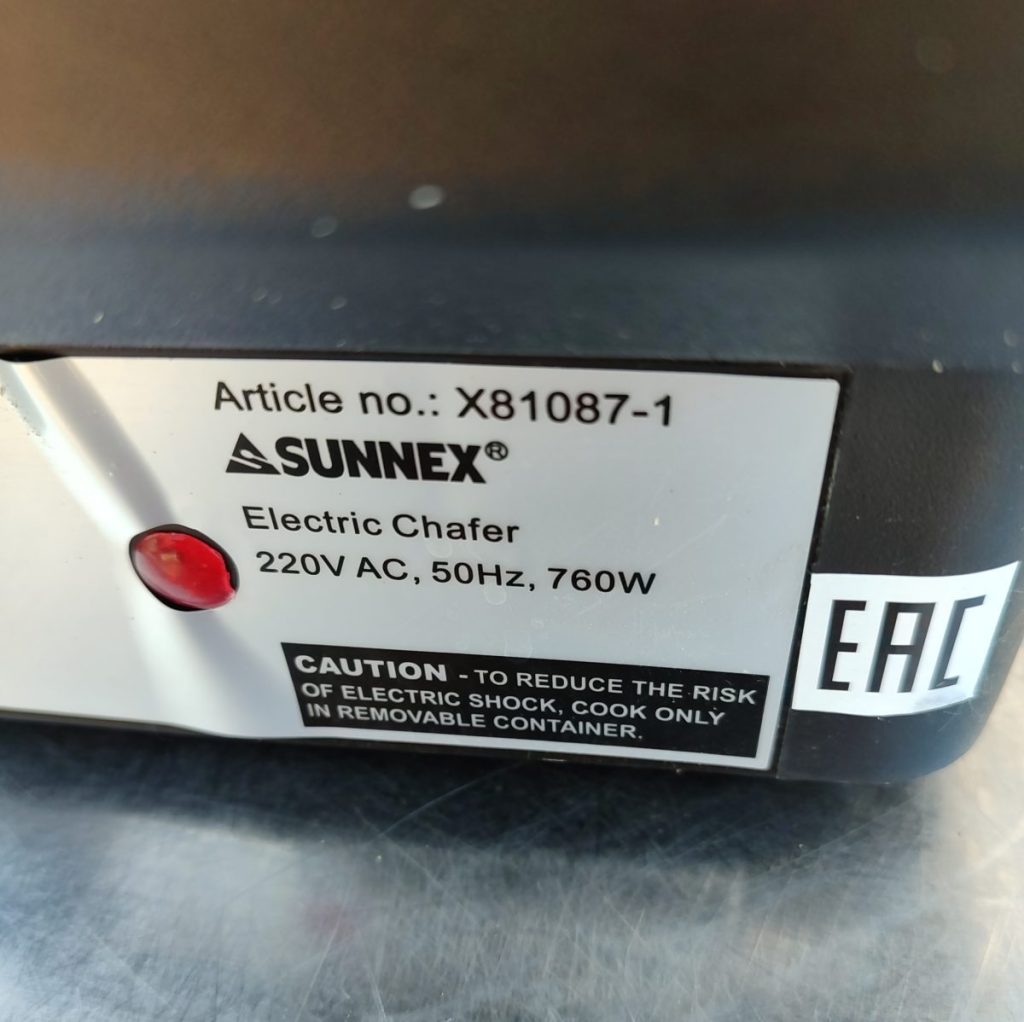 Article no.: X81087-1
SUNNEX®
Electric Chafer
220V AC, 50Hz, 760W
CAUTION - TO REDUCE THE RISK
OF ELECTRIC SHOCK, COOK ONLY
IN REMOVABLE CONTAINER.
EAC